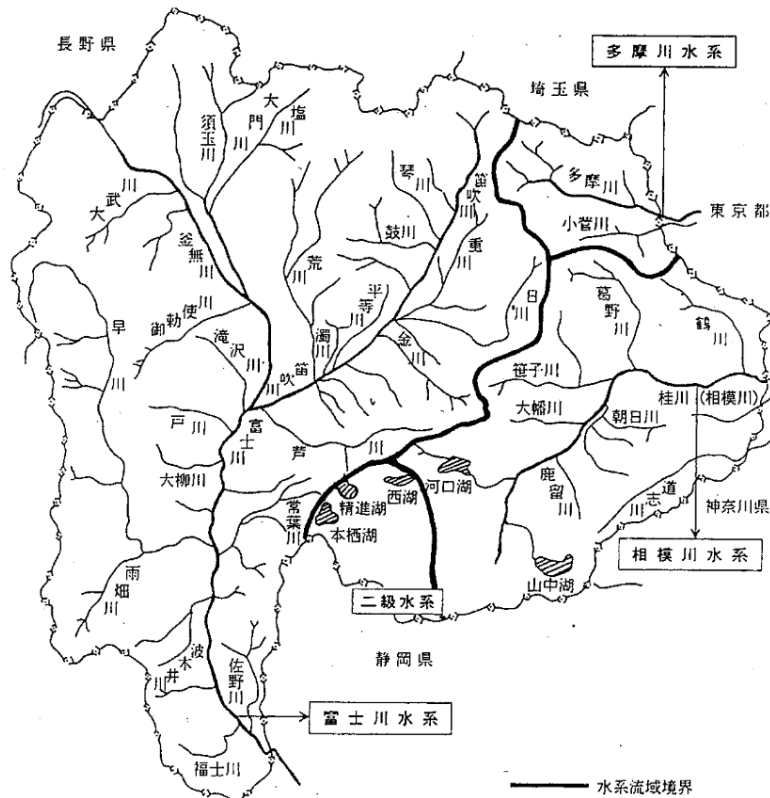 長野県
多摩川水系
埼玉県
大門川
塩川
須玉川
多摩川
東京都
小菅川
琴川
笛吹川
鼓川
重川
大武川
釜無川
荒川
日川
葛野川
鶴川
平等川
御勅使川
早川
滝沢川
濁川
金川
笛吹川
笹子川
桂川(相模川)
大幡川
朝日川
戸川
富士川
芦川
大柳川
河口湖
西湖
精進湖
本栖湖
常葉川
鹿留川
道志川
神奈川県
相模川水系
山中湖
二級水系
雨畑川
静岡県
波木井川
佐野川
富士川水系
福士川
水系流域境界